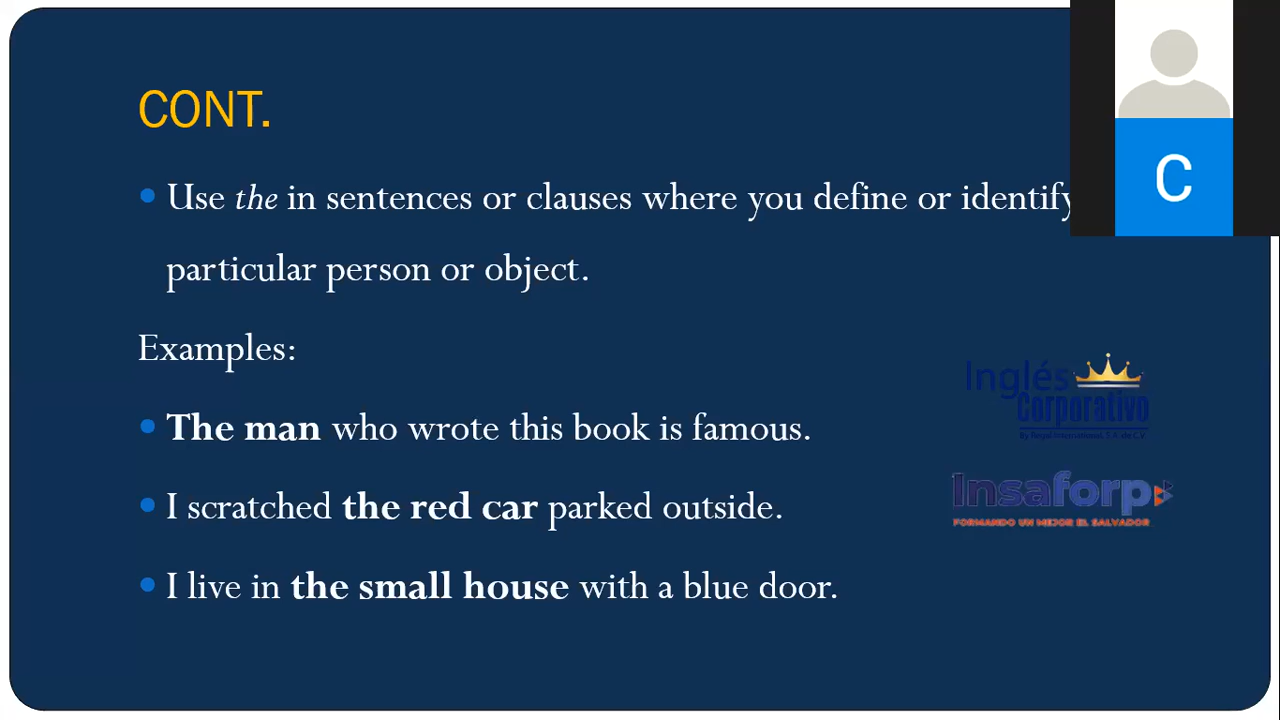 CONT.
Use the in sentences or clauses where you define or identify
particular person or object.
Examples:
The man who wrote this book is famous.
I scratched the red car parked outside.
I live in the small house with a blue door.
C
Inglés
Corporativo
By Regal International, S.A. de C.V.
Insaforp
FORMANDO UN MEJOR EL SALVADOR